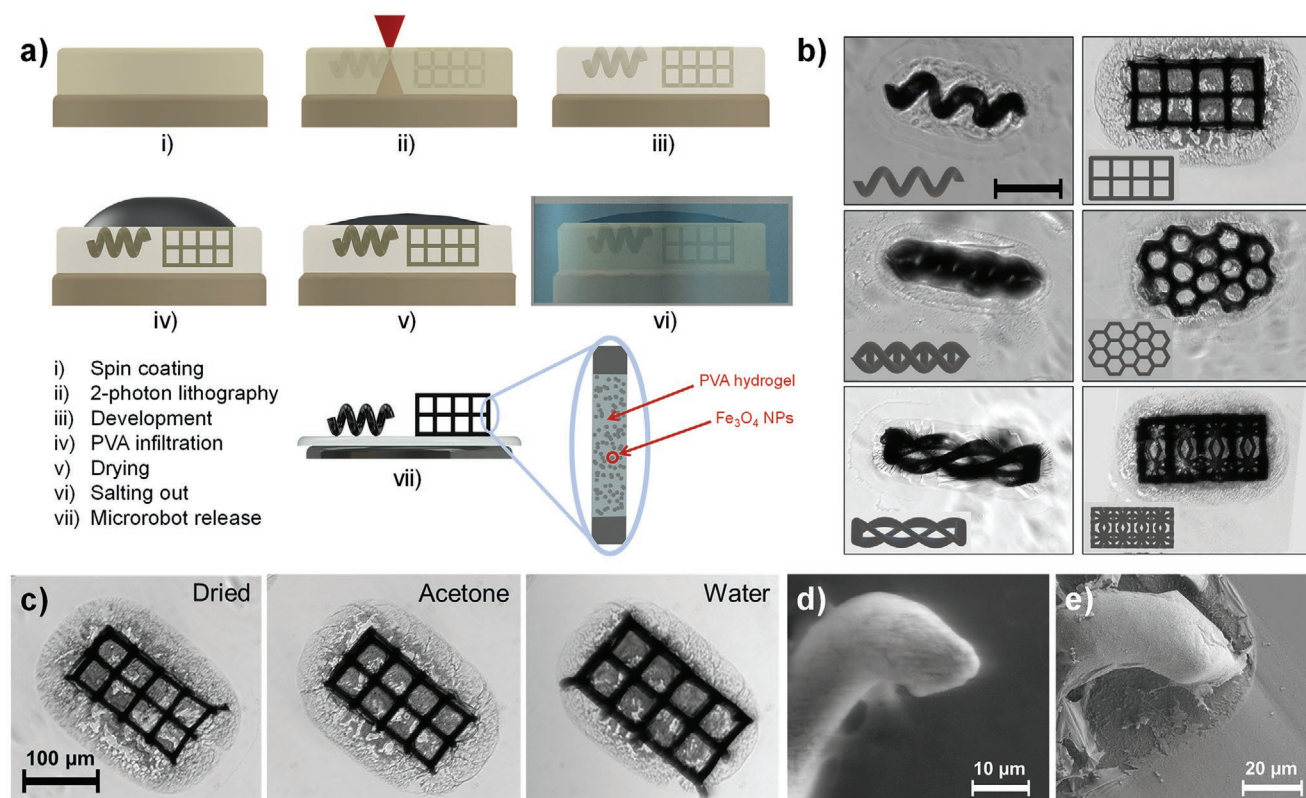 a)
i)
ii)
iii)
iv)
v)
vi)
i) Spin coating
ii) 2-photon lithography
iii) Development
iv) PVA infiltration
v) Drying
vi) Salting out
vii) Microrobot release
vii)
PVA hydrogel
Fe₃O₄ NPs
b)
c)
Dried
100 µm
Acetone
Water
d)
10 µm
e)
20 µm